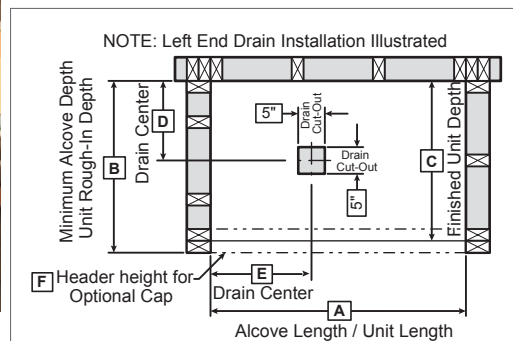 NOTE: Left End Drain Installation Illustrated
Minimum Alcove Depth
Unit Rough-In Depth
B
Drain Center
D
5"
Drain
Cut-Out
Drain
Cut-Out
5"
C
Finished Unit Depth
F Header height for
Optional Cap
E
Drain Center
A
Alcove Length / Unit Length